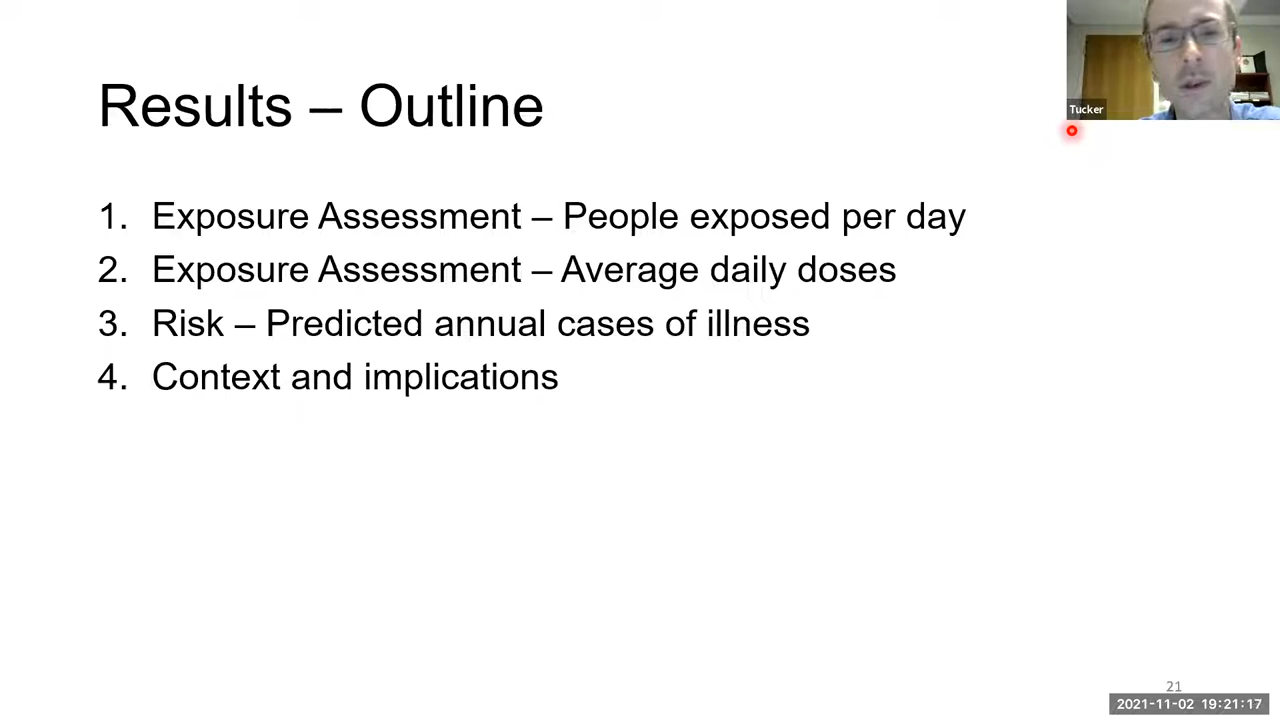 Results – Outline
Tucker
1. Exposure Assessment – People exposed per day
2. Exposure Assessment – Average daily doses
3. Risk – Predicted annual cases of illness
4. Context and implications
21
2021-11-02 19:21:17